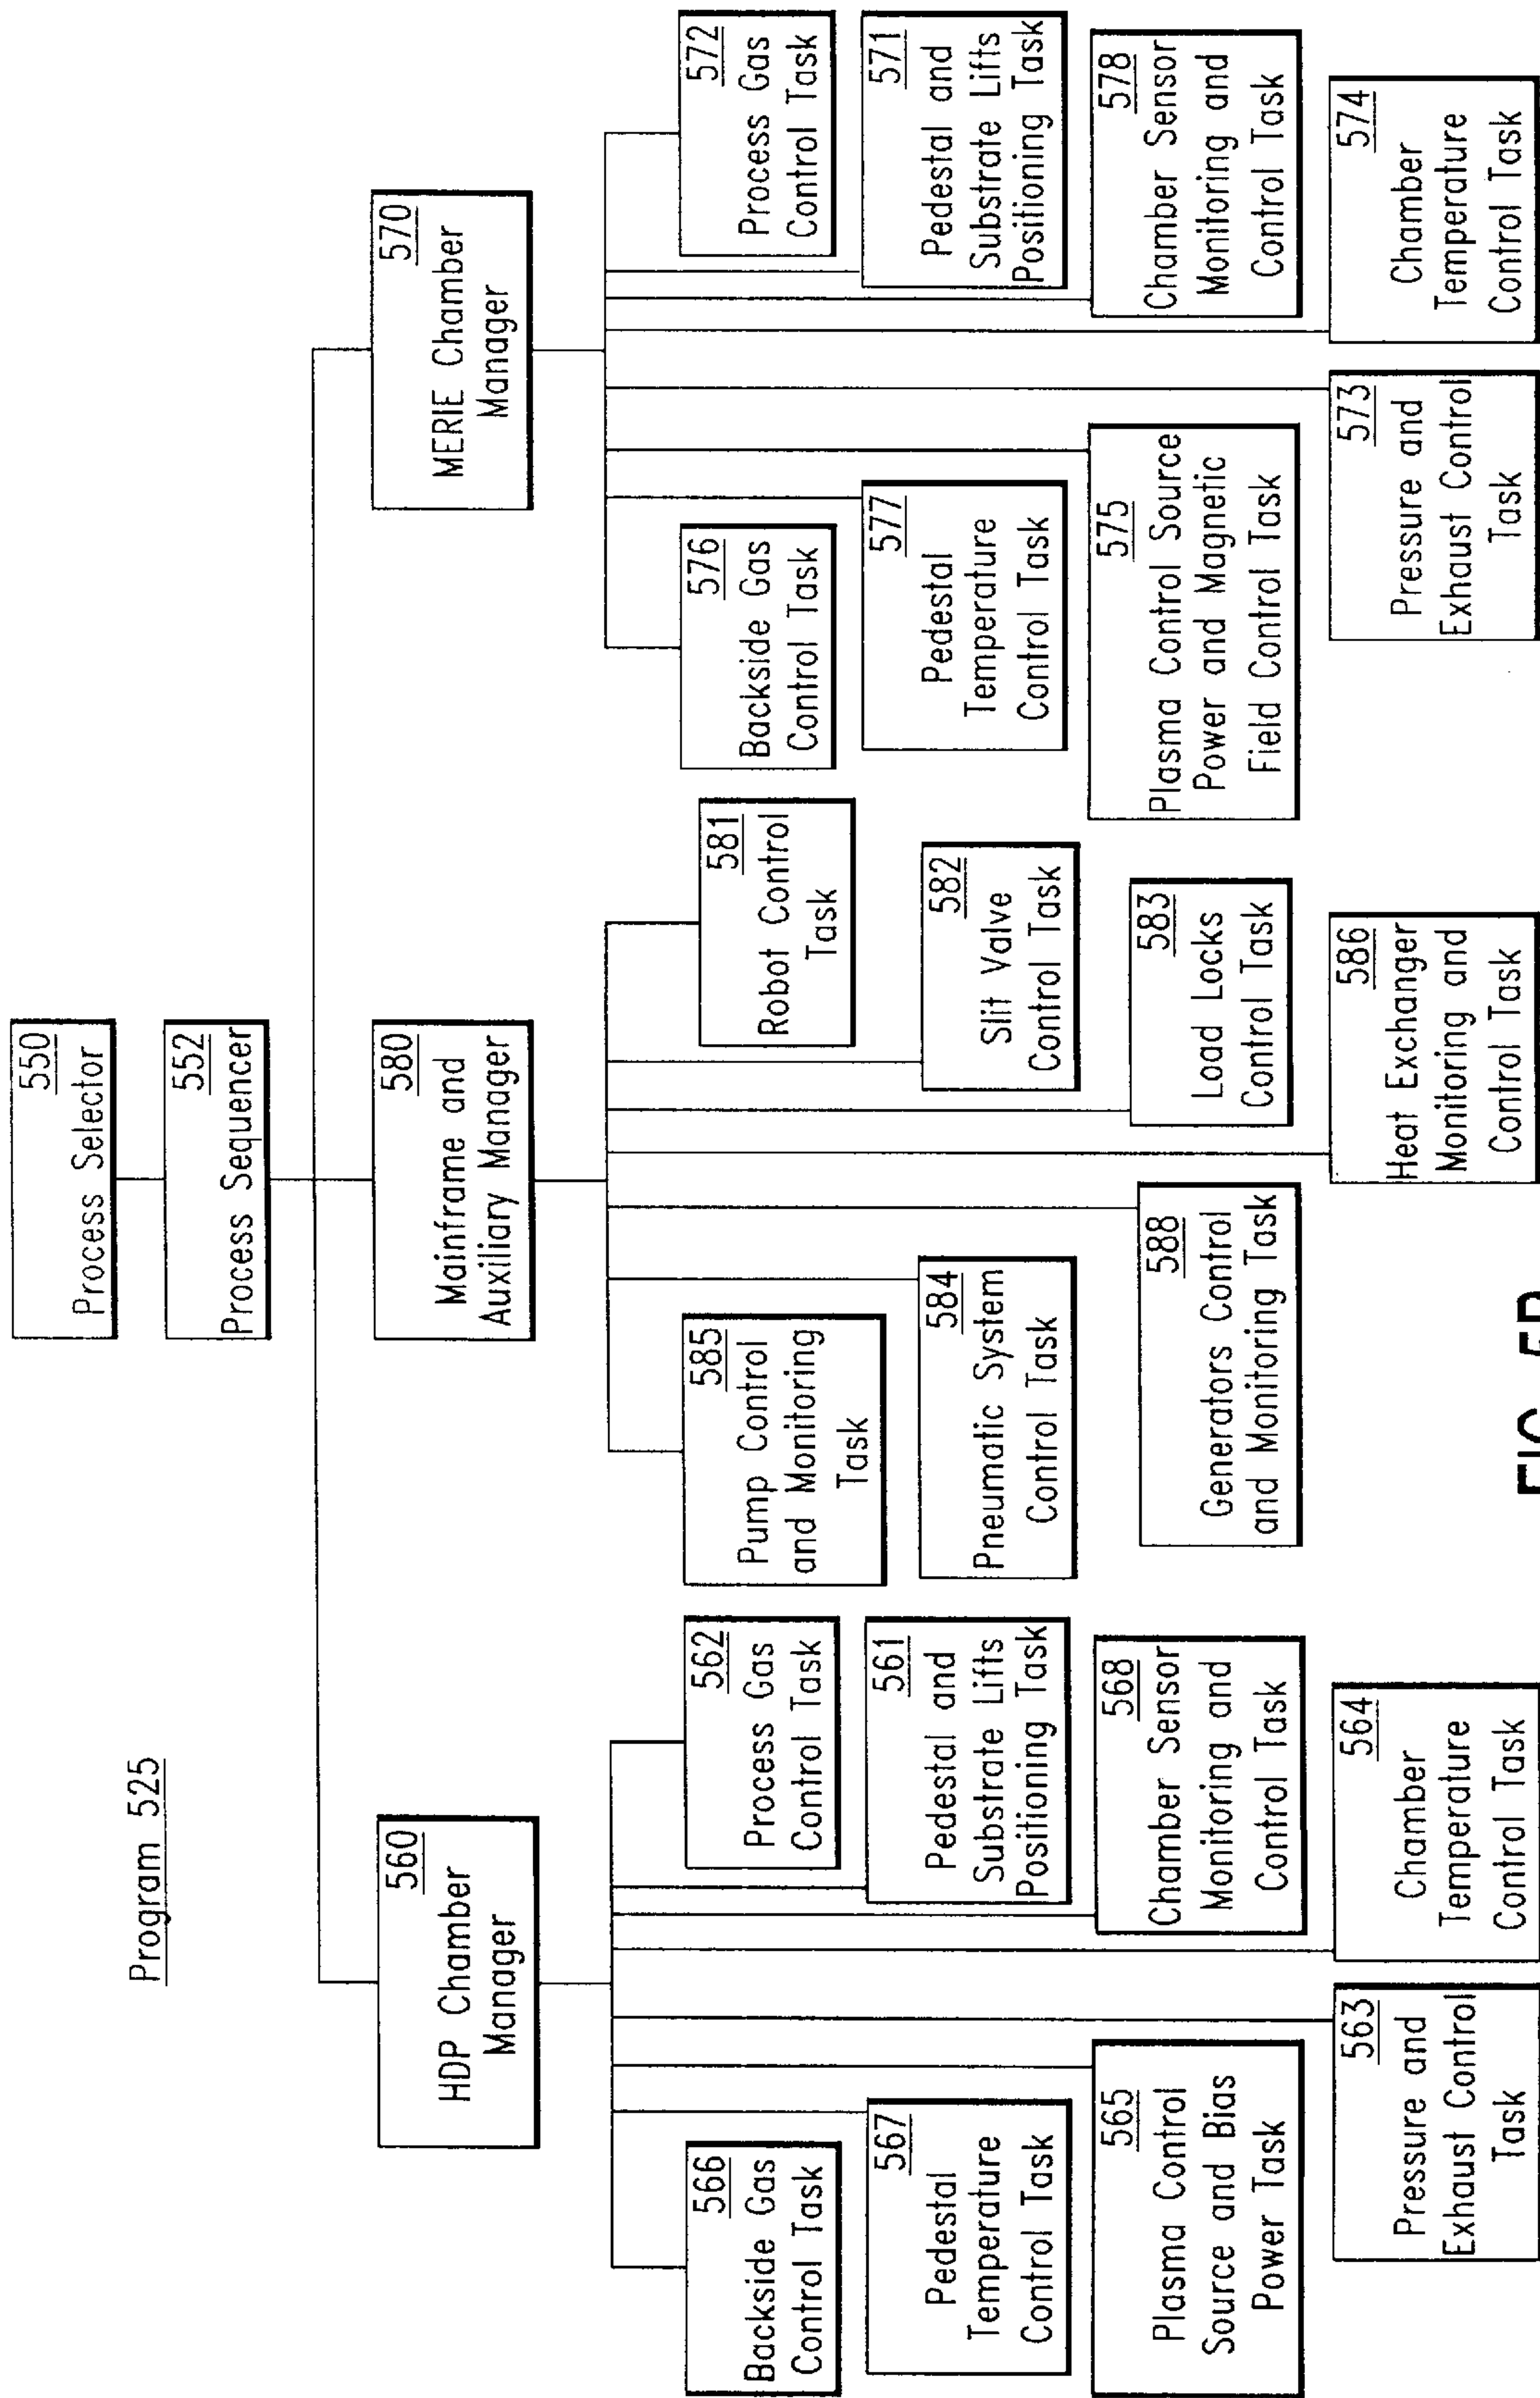 Program 525
550
Process Selector
552
Process Sequencer
560
HDP Chamber
Manager
580
Mainframe and
Auxiliary Manager
570
MERIE Chamber
Manager
566
Backside Gas
Control Task
562
Process Gas
Control Task
567
Pedestal
Temperature
Control Task
561
Pedestal and
Substrate Lifts
Positioning Task
565
Plasma Control
Source and Bias
Power Task
568
Chamber Sensor
Monitoring and
Control Task
563
Pressure and
Exhaust Control
Task
564
Chamber
Temperature
Control Task
585
Pump Control
and Monitoring
Task
581
Robot Control
Task
584
Pneumatic System
Control Task
582
Slit Valve
Control Task
588
Generators Control
and Monitoring Task
583
Load Locks
Control Task
586
Heat Exchanger
Monitoring and
Control Task
576
Backside Gas
Control Task
572
Process Gas
Control Task
577
Pedestal
Temperature
Control Task
571
Pedestal and
Substrate Lifts
Positioning Task
575
Plasma Control Source
Power and Magnetic
Field Control Task
578
Chamber Sensor
Monitoring and
Control Task
573
Pressure and
Exhaust Control
Task
574
Chamber
Temperature
Control Task